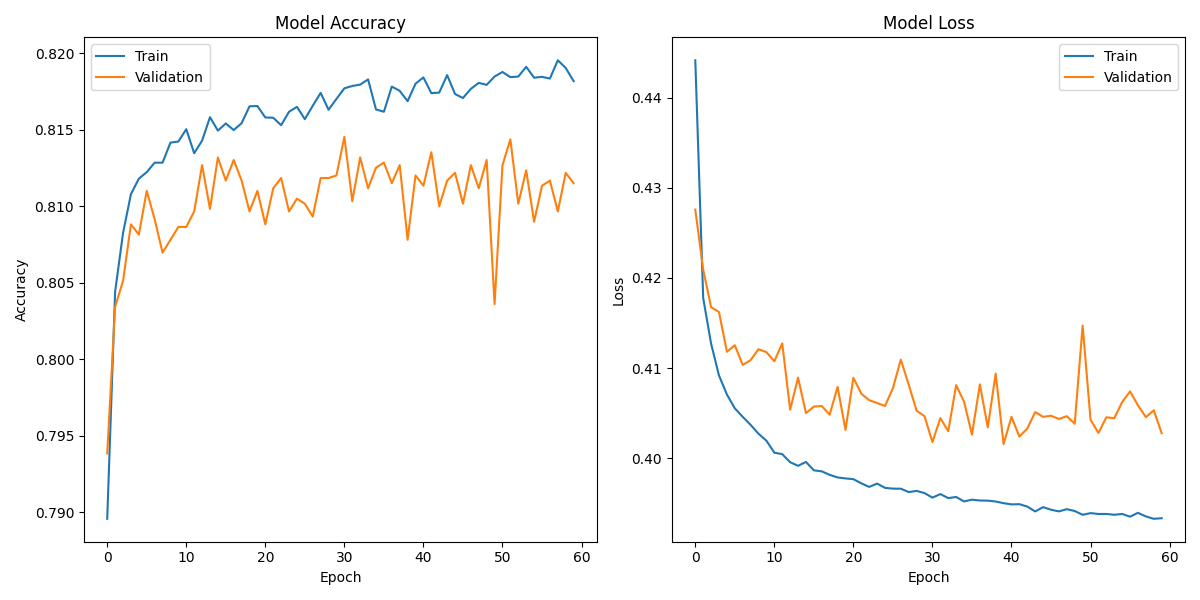 Model Accuracy
Train
Validation
0.820
0.815
0.810
0.805
0.800
0.795
0.790
Accuracy
0 10 20 30 40 50 60
Epoch
Model Loss
Train
Validation
0.44
0.43
0.42
0.41
0.40
Loss
0 10 20 30 40 50 60
Epoch